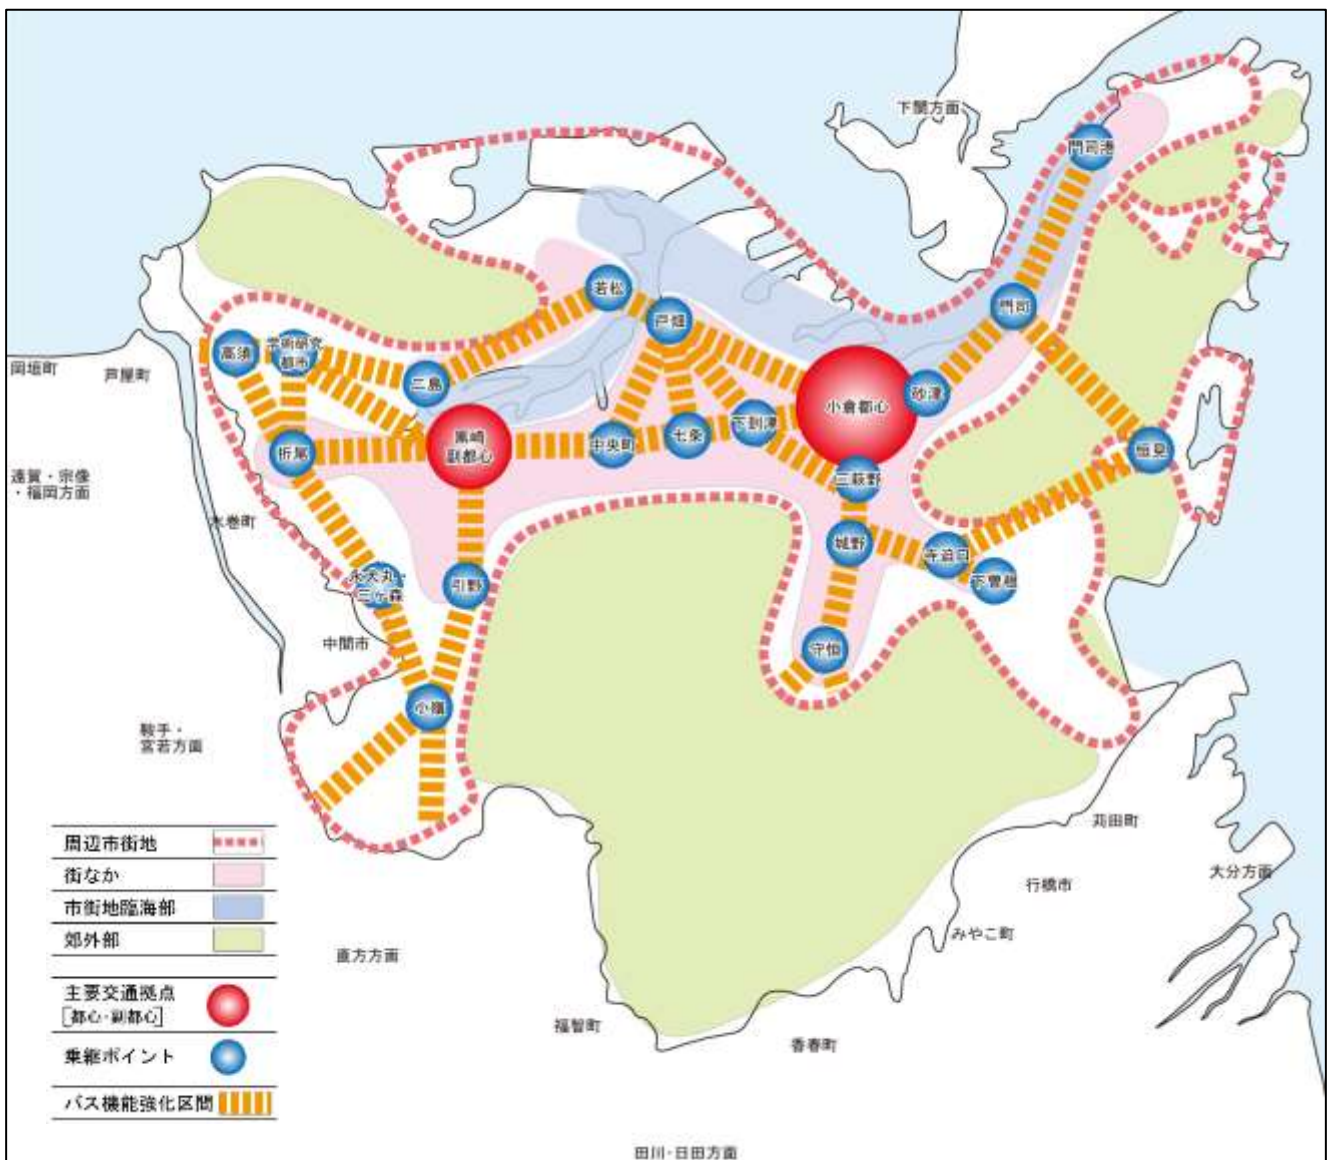 下関方面
門司港
若松
戸畑
門司
高須
学術研究
都市
二島
岡垣町
芦屋町
小倉都心
砂津
下到津
七条
中央町
黒崎
副都心
折尾
恒見
三萩野
遠賀・宗像
・福岡方面
水巻町
城野
寺迫口
下曽根
永犬丸・
三ヶ森
引野
中間市
守恒
小嶺
鞍手・
宮若方面
周辺市街地
街なか
市街地臨海部
郊外部
主要交通拠点
[都心・副都心]
乗継ポイント
バス機能強化区間
苅田町
大分方面
行橋市
みやこ町
直方方面
福智町
香春町
田川・日田方面